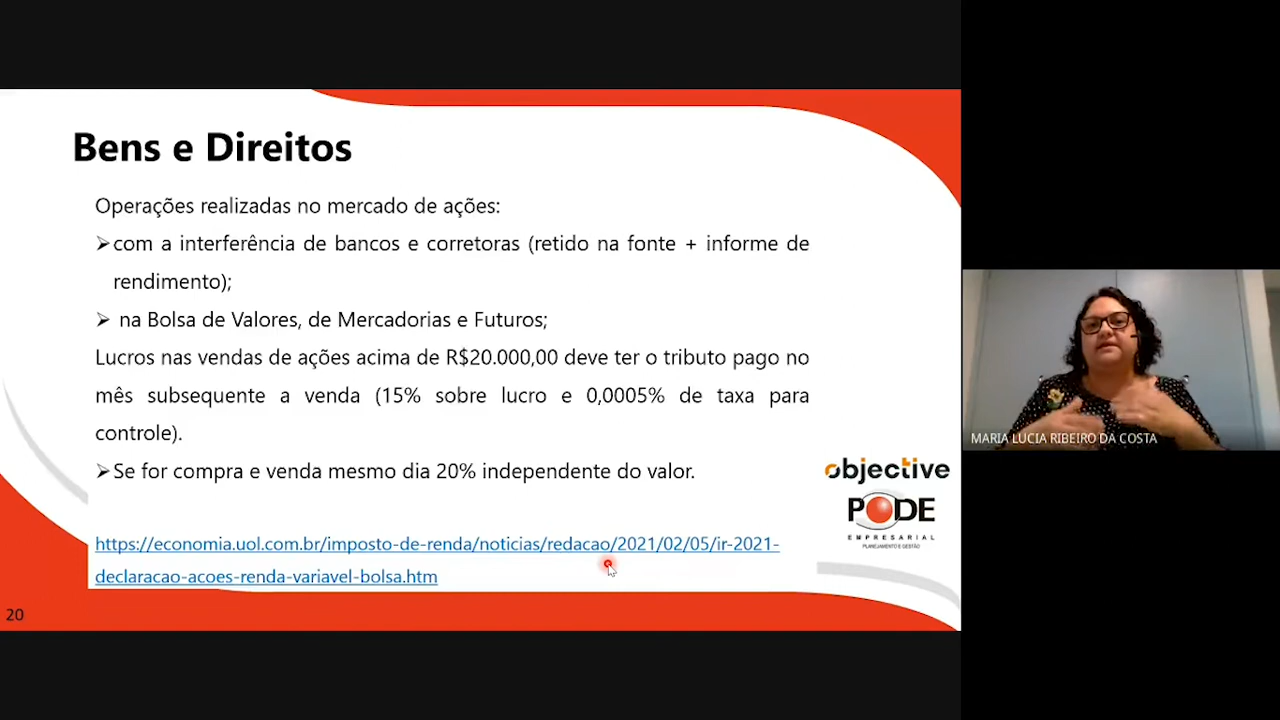 Bens e Direitos
Operações realizadas no mercado de ações:
➢com a interferência de bancos e corretoras (retido na fonte + informe de
rendimento);
➢ na Bolsa de Valores, de Mercadorias e Futuros;
Lucros nas vendas de ações acima de R$20.000,00 deve ter o tributo pago no
mês subsequente a venda (15% sobre lucro e 0,0005% de taxa para
controle).
➢Se for compra e venda mesmo dia 20% independente do valor.
https://economia.uol.com.br/imposto-de-renda/noticias/redacao/2021/02/05/ir-2021-
declaracao-acoes-renda-variavel-bolsa.htm
objective
PODE
EMPRESARIAL
PLANEJAMENTO E GESTÃO
20
MARIA LUCIA RIBEIRO DA COSTA